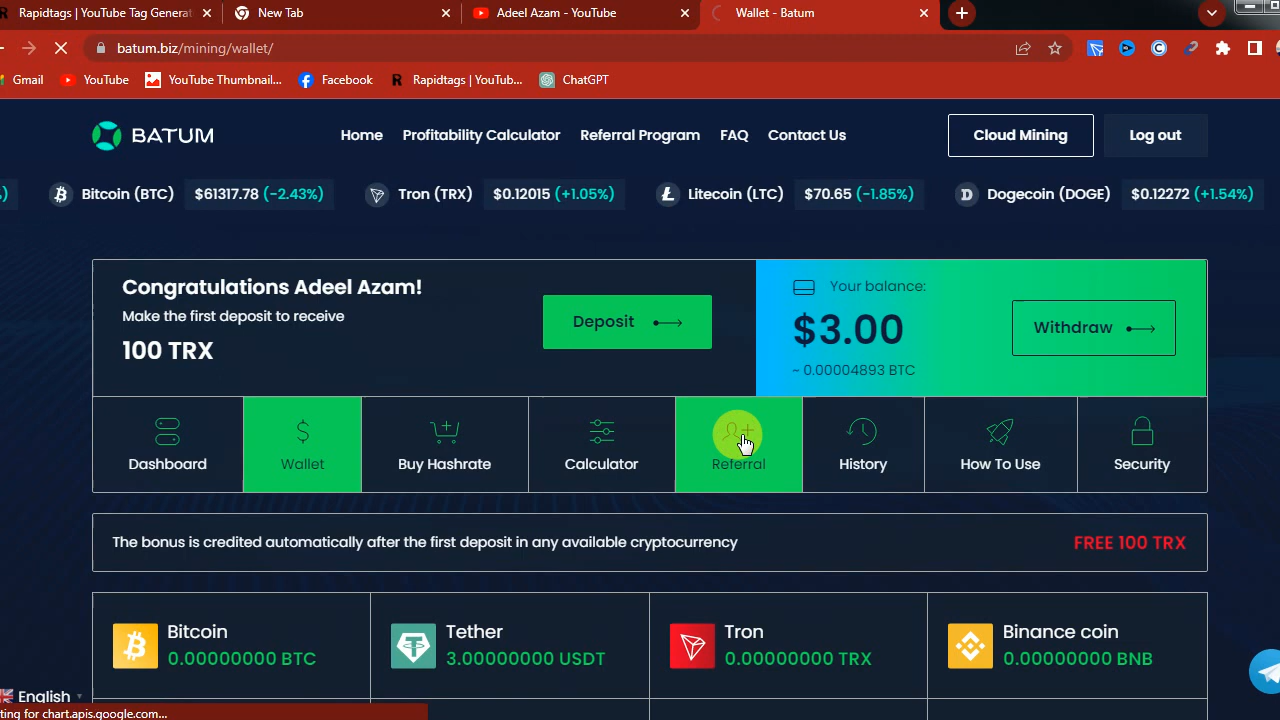 Rapidtags | YouTube Tag Generat
New Tab
Adeel Azam - YouTube
Wallet - Batum
batum.biz/mining/wallet/
Gmail
YouTube
YouTube Thumbnail...
Facebook
Rapidtags | YouTub...
ChatGPT
BATUM
Home
Profitability Calculator
Referral Program
FAQ
Contact Us
Cloud Mining
Log out
%)
Bitcoin (BTC) $61317.78 (-2.43%)
Tron (TRX) $0.12015 (+1.05%)
Litecoin (LTC) $70.65 (-1.85%)
Dogecoin (DOGE) $0.12272 (+1.54%)
Congratulations Adeel Azam!
Make the first deposit to receive
100 TRX
Deposit
Your balance:
$3.00
~ 0.00004893 BTC
Withdraw
Dashboard
Wallet
Buy Hashrate
Calculator
Referral
History
How To Use
Security
The bonus is credited automatically after the first deposit in any available cryptocurrency
FREE 100 TRX
Bitcoin
0.00000000 BTC
Tether
3.00000000 USDT
Tron
0.00000000 TRX
Binance coin
0.00000000 BNB
English
ting for chart.apis.google.com...